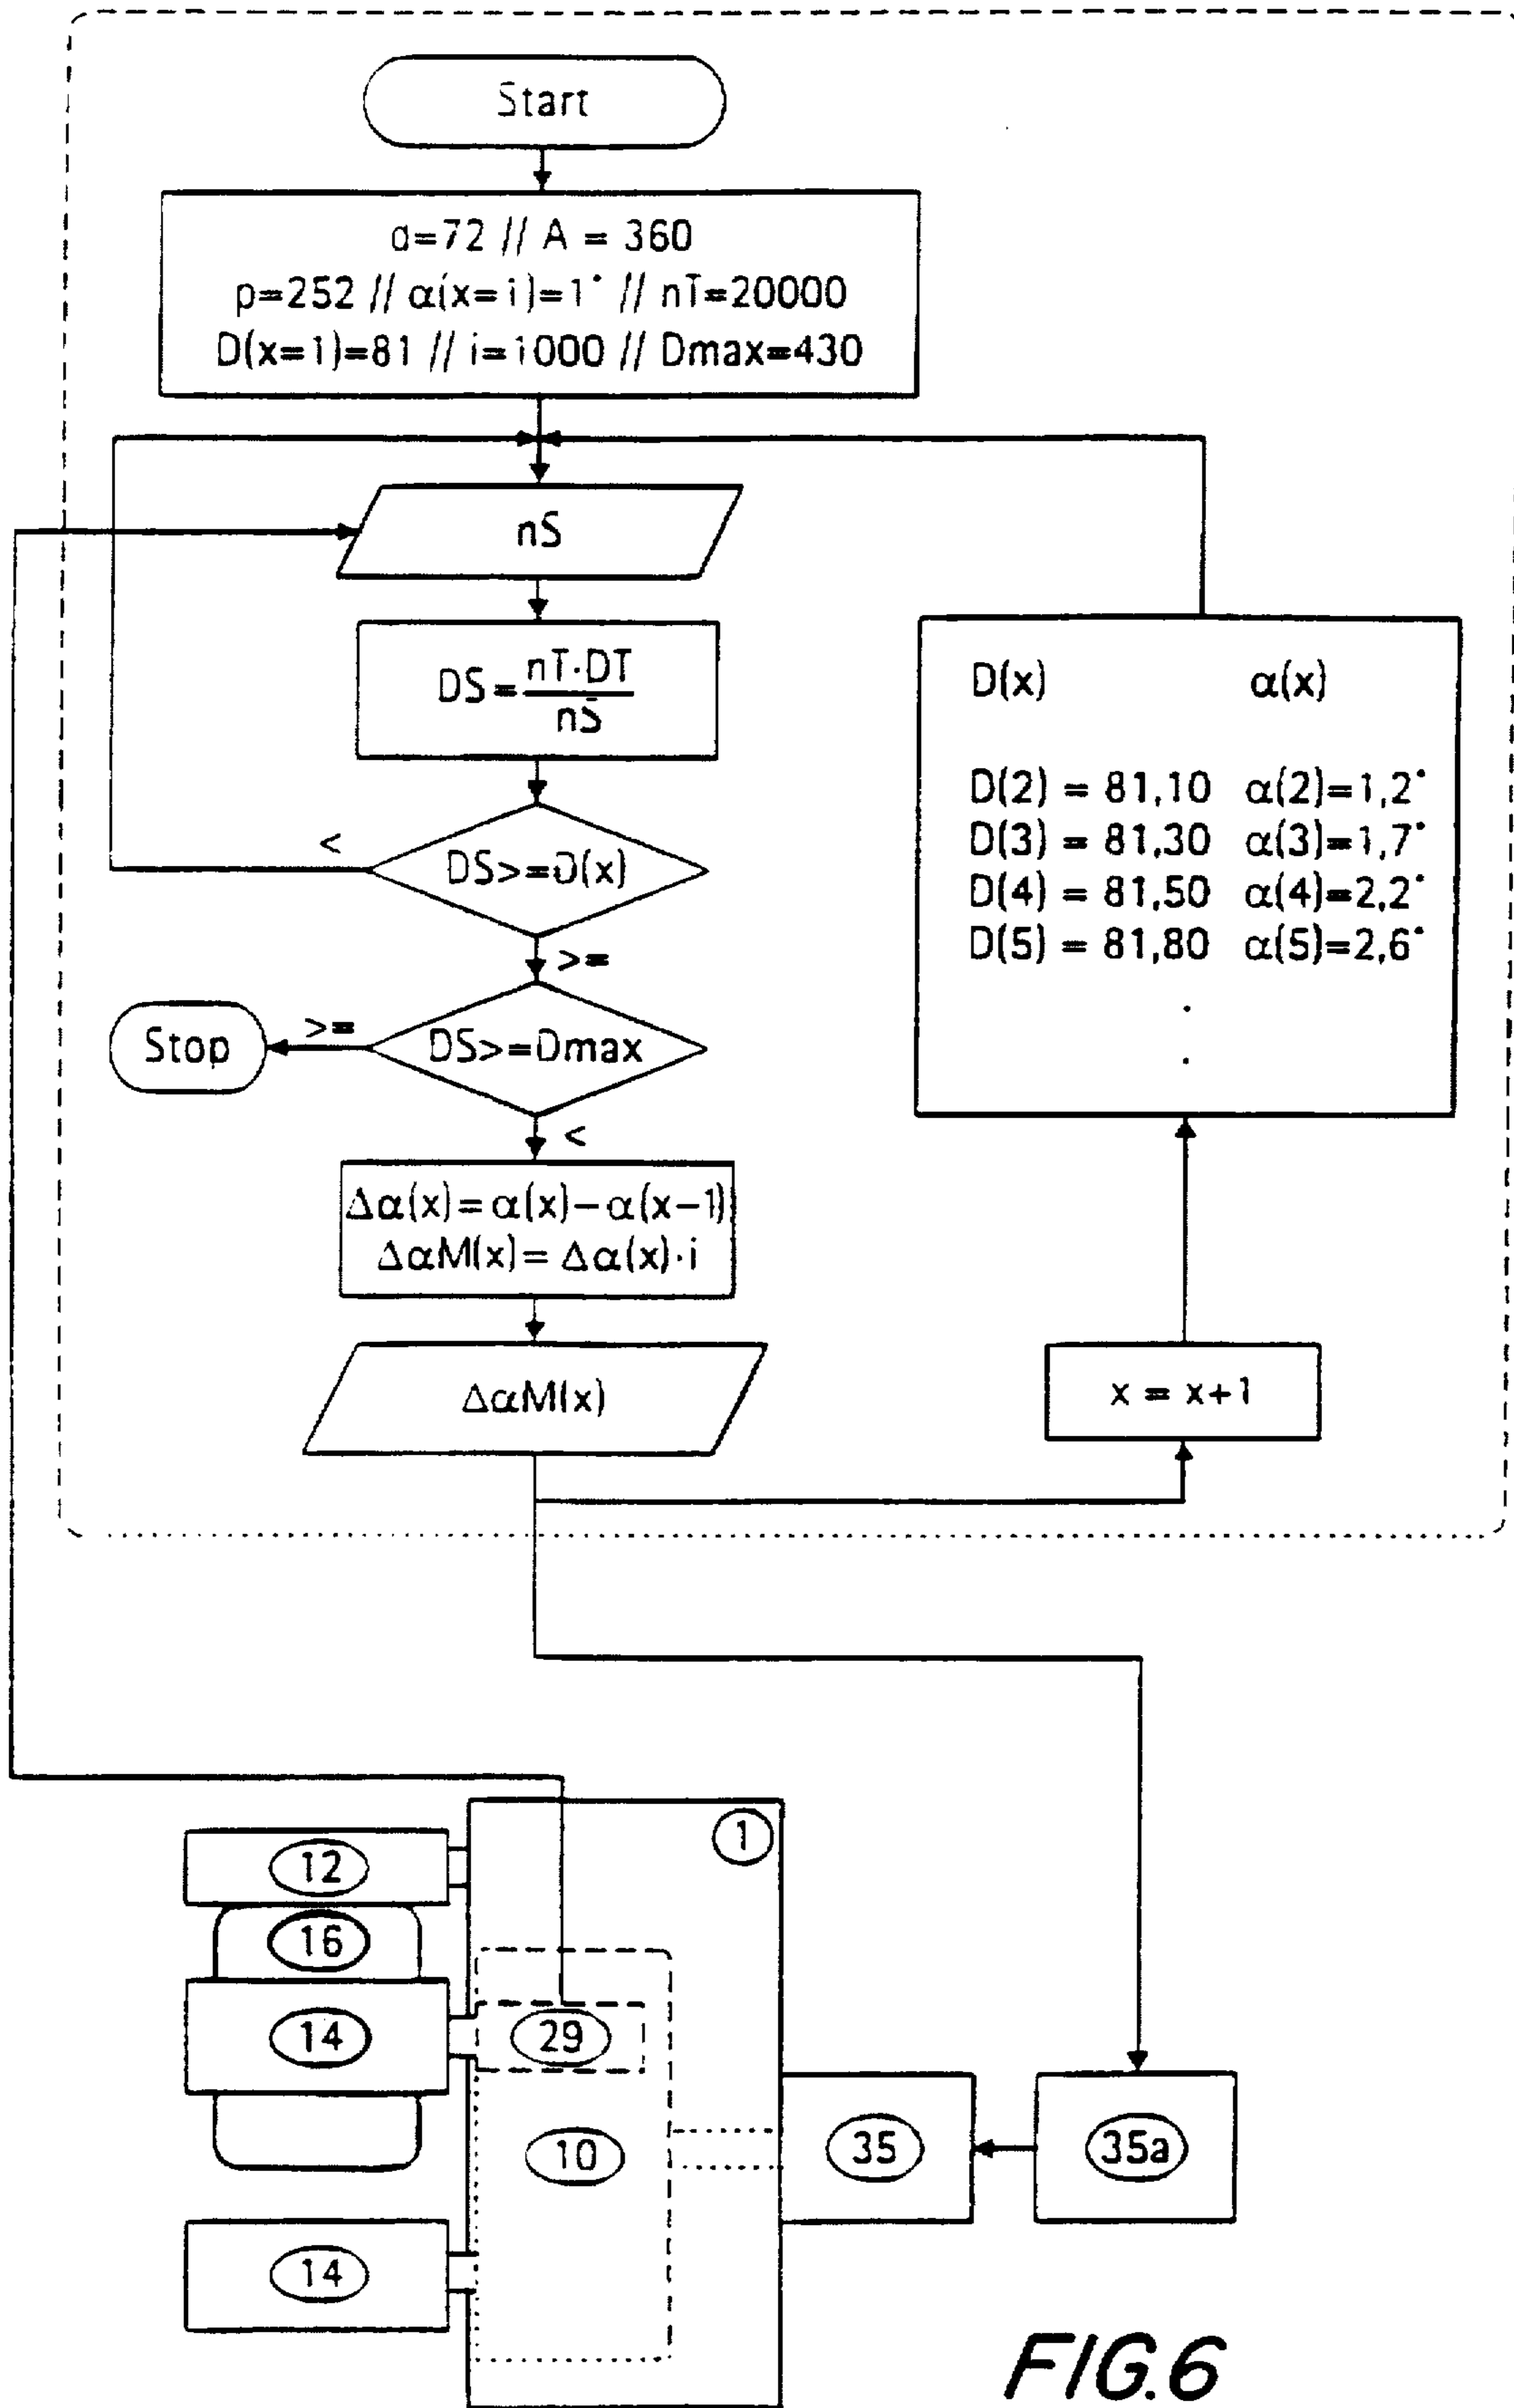 Start
a=72 // A = 360
p=252 // α(x=i)=1° // nT=20000
D(x=1)=81 // i=1000 // Dmax=430
nS
DS=nT·DT/nS
DS>=D(x)
<
>=
DS>=Dmax
>=
Stop
<
Δα(x)=α(x)-α(x-1)
ΔαM(x)=Δα(x)·i
ΔαM(x)
D(x) α(x)
D(2) = 81,10 α(2)=1,2°
D(3) = 81,30 α(3)=1,7°
D(4) = 81,50 α(4)=2,2°
D(5) = 81,80 α(5)=2,6°
.
.
x = x+1
1
12
16
14
29
10
35
35a
14
FIG.6